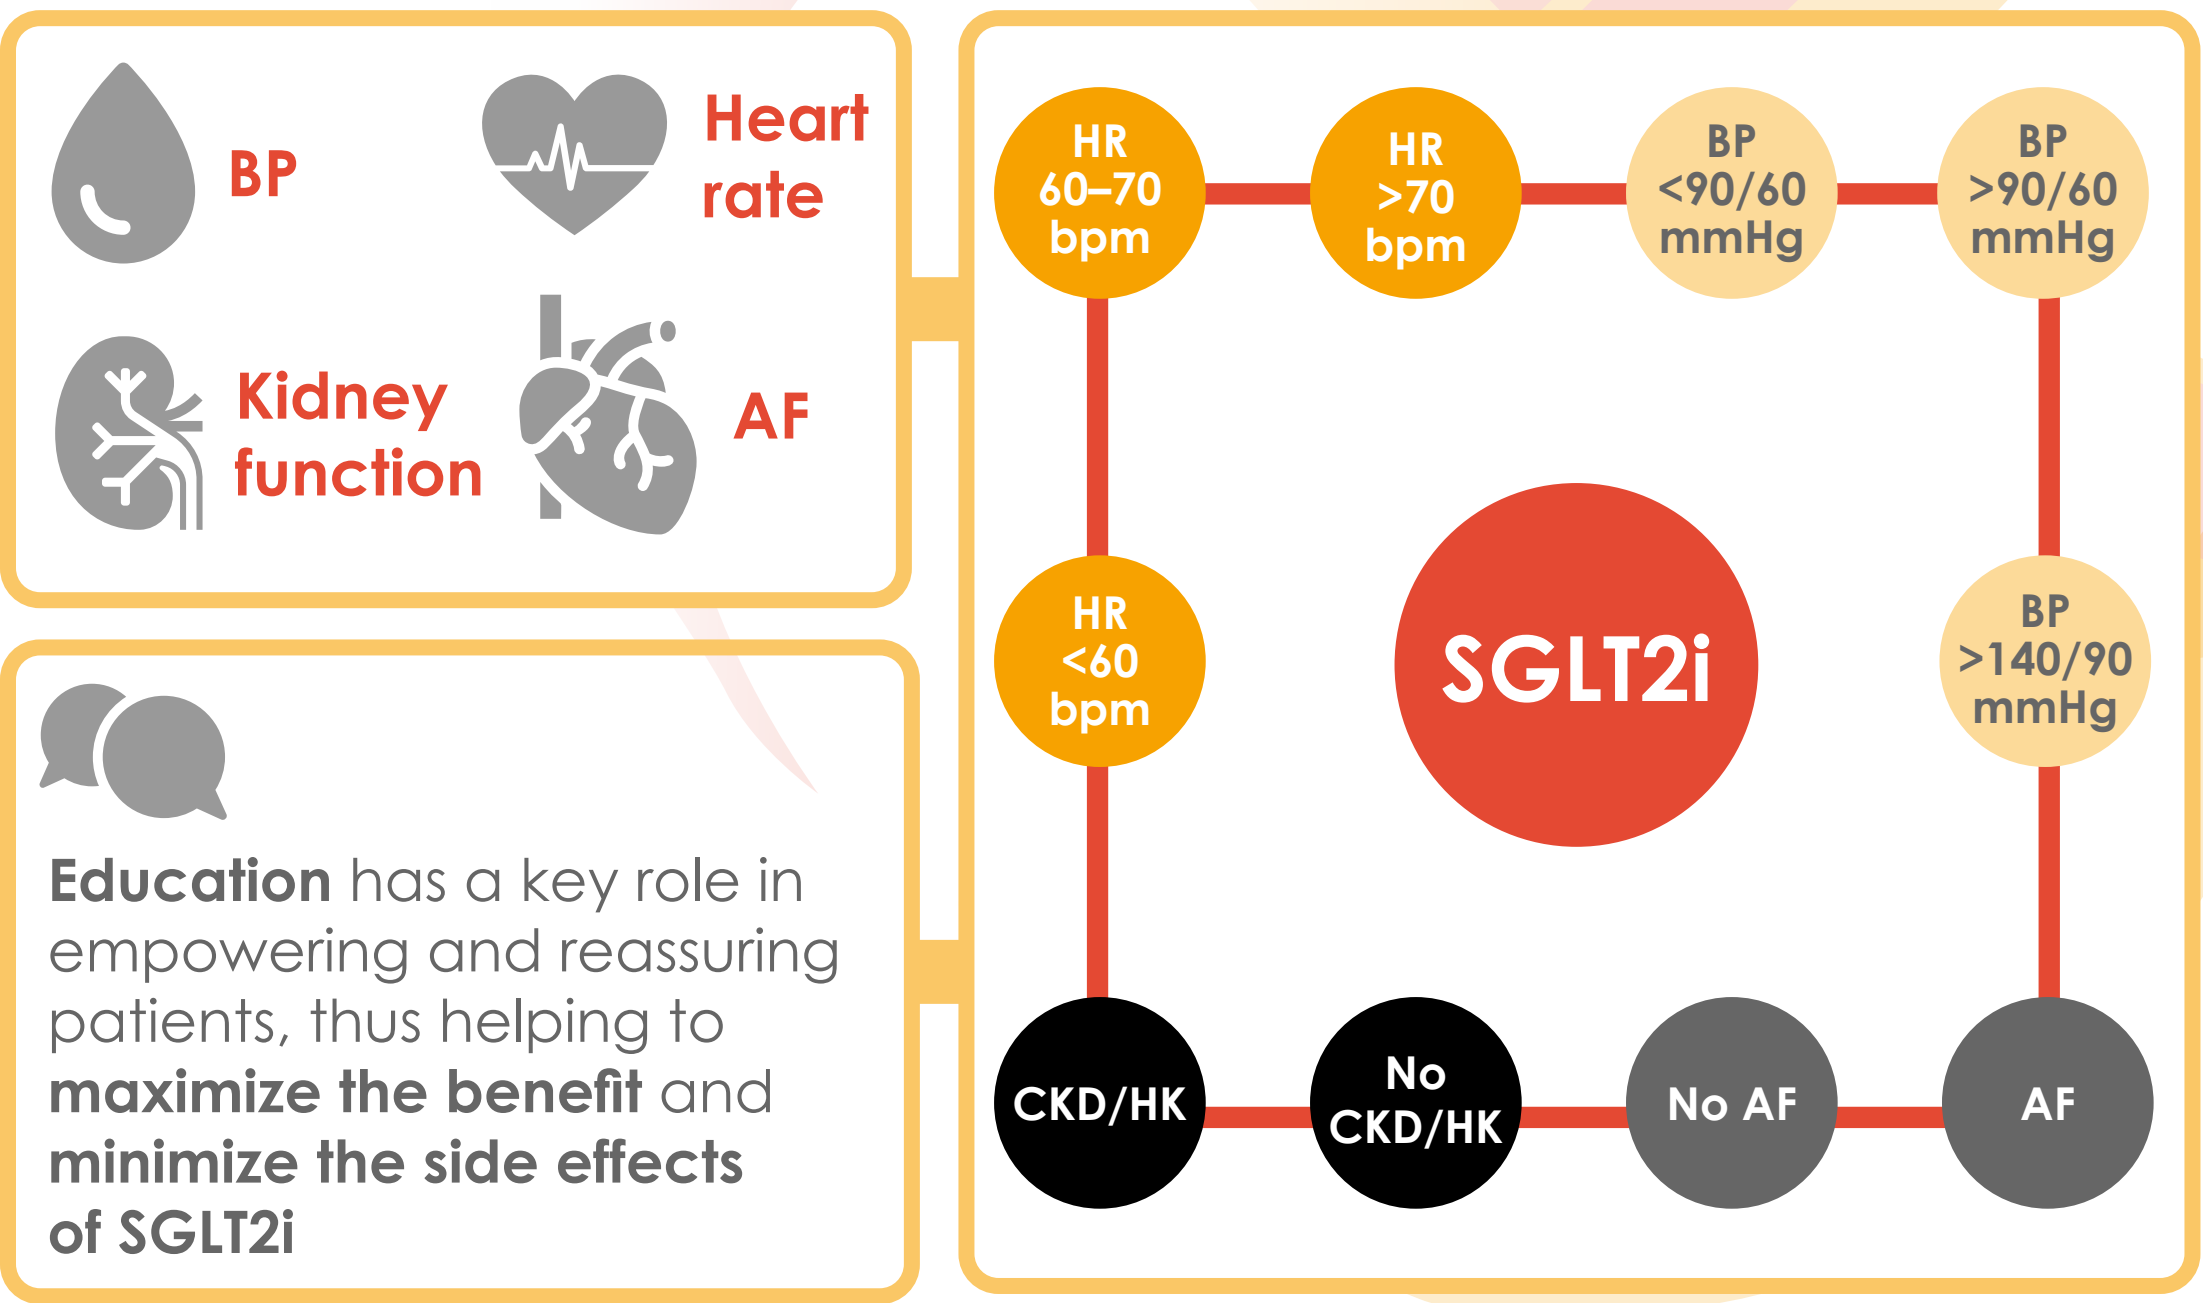 BP
Heart
rate
Kidney
function
AF
Education has a key role in
empowering and reassuring
patients, thus helping to
maximize the benefit and
minimize the side effects
of SGLT2i
HR
60–70
bpm
HR
>70
bpm
BP
<90/60
mmHg
BP
>90/60
mmHg
HR
<60
bpm
SGLT2i
BP
>140/90
mmHg
CKD/HK
No
CKD/HK
No AF
AF